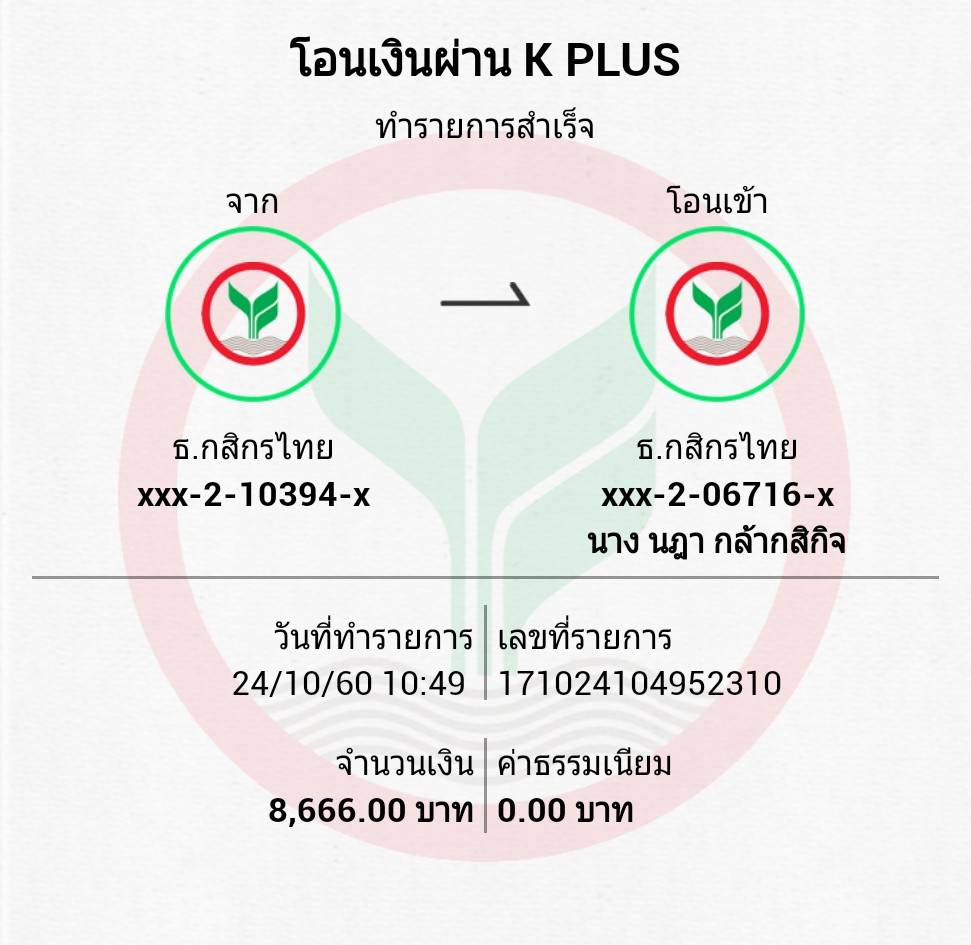 โอนเงินผ่าน K PLUS
ทำรายการสำเร็จ
จาก
โอนเข้า
ธ.กสิกรไทย
xxx-2-10394-x
ธ.กสิกรไทย
xxx-2-06716-x
นาง นฎา กล้ากสิกิจ
วันที่ทำรายการ
24/10/60 10:49
เลขที่รายการ
171024104952310
จำนวนเงิน
8,666.00 บาท
ค่าธรรมเนียม
0.00 บาท